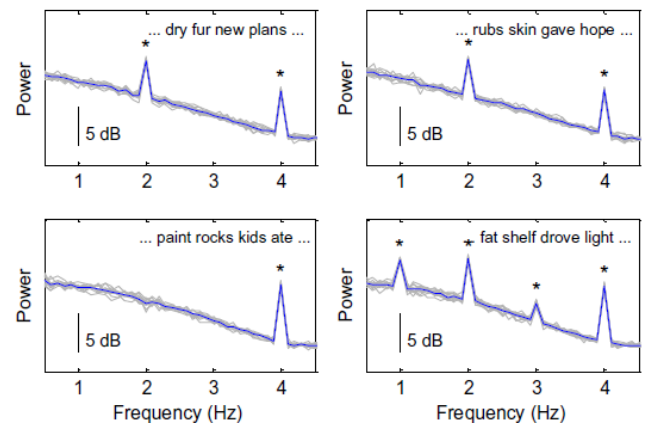 ... dry fur new plans ...
*
*
Power
5 dB
1 2 3 4
... rubs skin gave hope ...
*
*
Power
5 dB
1 2 3 4
... paint rocks kids ate ...
*
Power
5 dB
1 2 3 4
Frequency (Hz)
... fat shelf drove light ...
* * * *
Power
5 dB
1 2 3 4
Frequency (Hz)